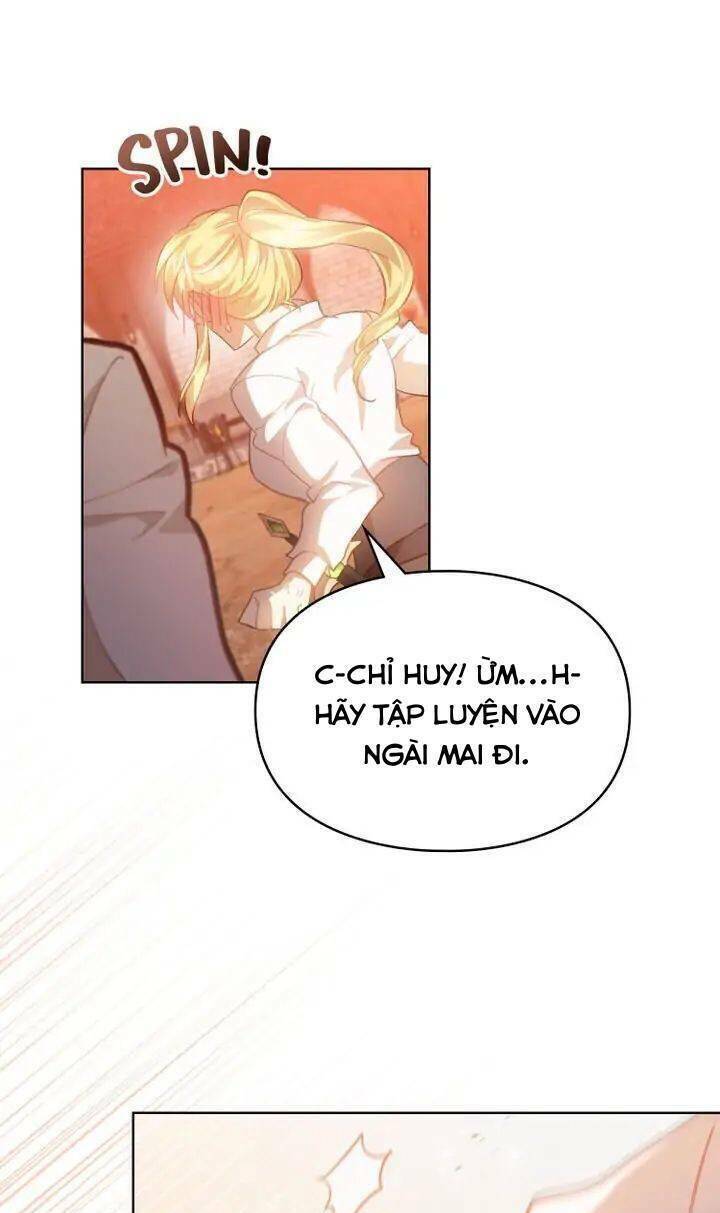 SPIN!
C-CHỈ HUY! ỪM...H-
HÃY TẬP LUYỆN VÀO
NGÀI MAI ĐI.